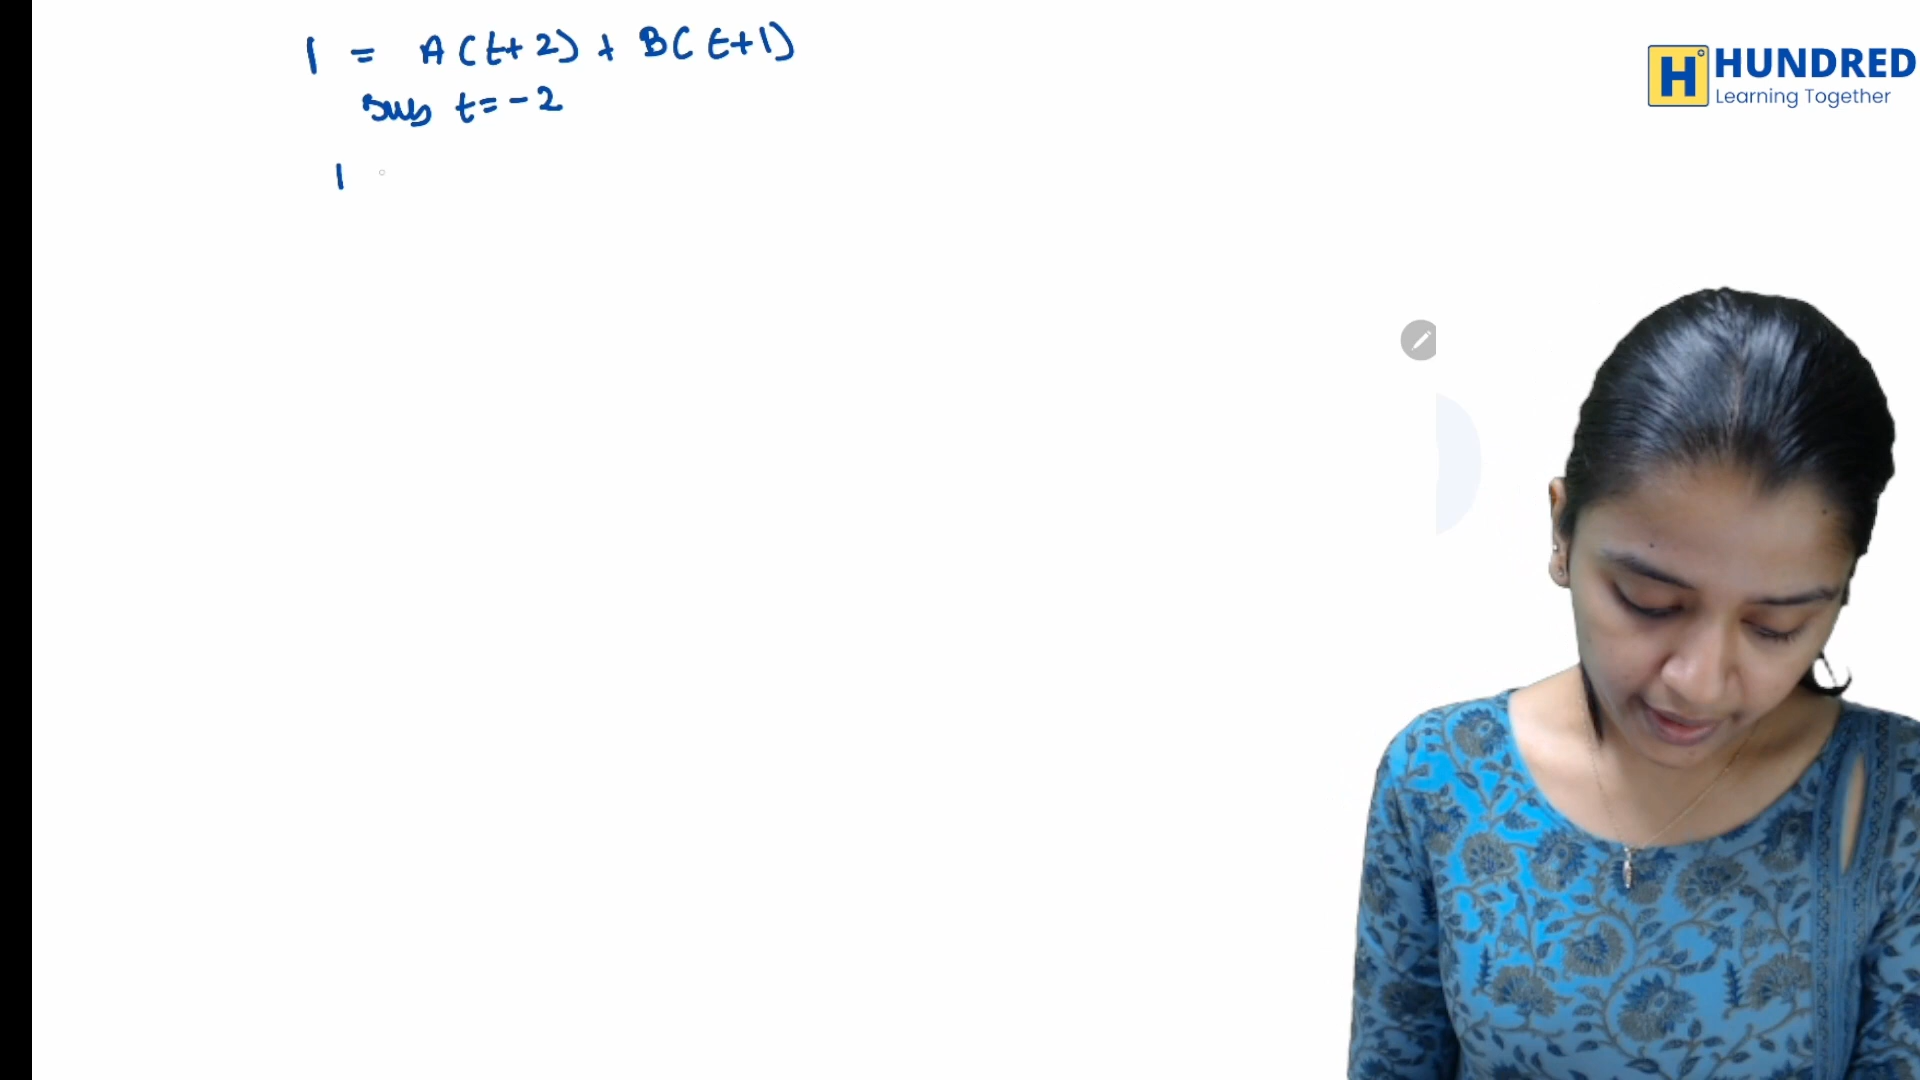 1 = A(t+2) + B(t+1)
sub t=-2
1
H° HUNDRED
Learning Together